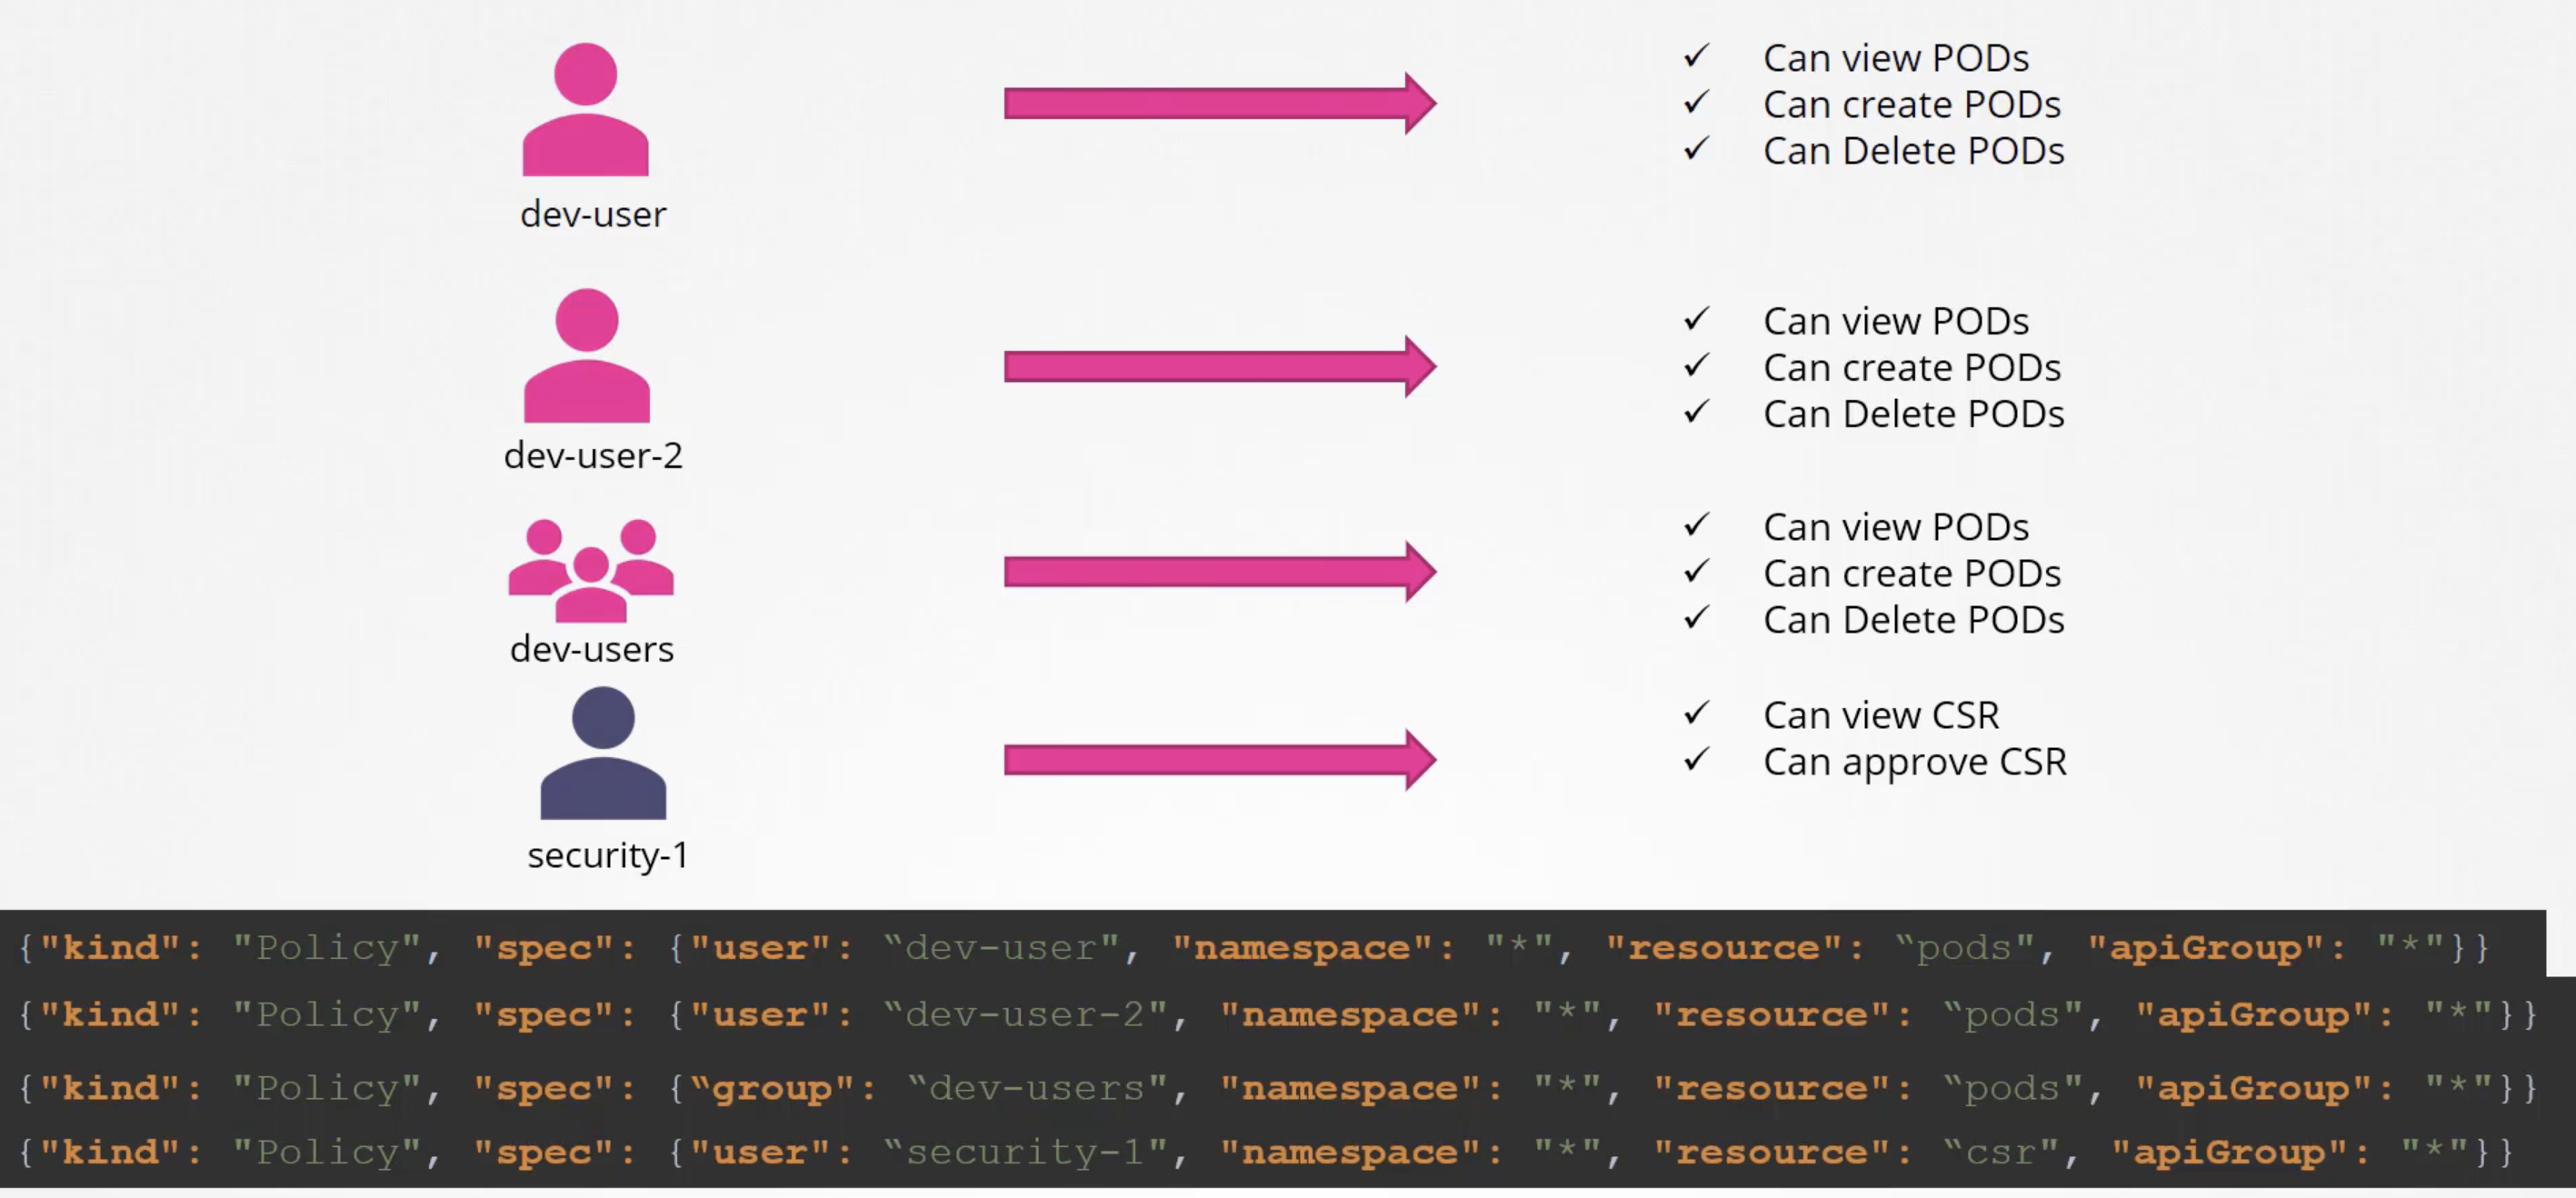 ✓ Can view PODs
✓ Can create PODs
✓ Can Delete PODs
dev-user
✓ Can view PODs
✓ Can create PODs
✓ Can Delete PODs
dev-user-2
✓ Can view PODs
✓ Can create PODs
✓ Can Delete PODs
dev-users
✓ Can view CSR
✓ Can approve CSR
security-1
{"kind": "Policy", "spec": {"user": “dev-user", "namespace": "*", "resource": “pods", "apiGroup": "*"}}
{"kind": "Policy", "spec": {"user": “dev-user-2", "namespace": "*", "resource": “pods", "apiGroup": "*"}}
{"kind": "Policy", "spec": {“group": “dev-users", "namespace": "*", "resource": “pods", "apiGroup": "*"}}
{"kind": "Policy", "spec": {"user": “security-1", "namespace": "*", "resource": “csr", "apiGroup": "*"}}